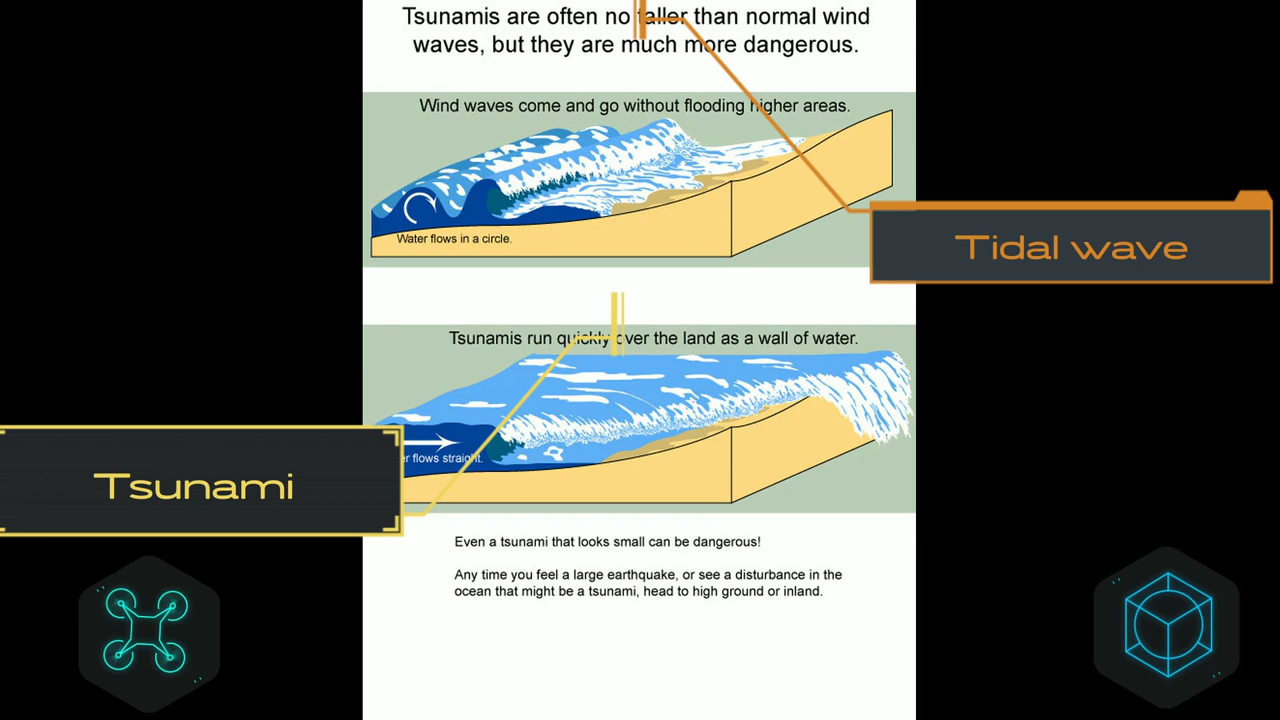 Tsunamis are often no taller than normal wind
waves, but they are much more dangerous.
Wind waves come and go without flooding higher areas.
Water flows in a circle.
Tidal wave
Tsunamis run quickly over the land as a wall of water.
er flows straight.
Tsunami
Even a tsunami that looks small can be dangerous!
Any time you feel a large earthquake, or see a disturbance in the
ocean that might be a tsunami, head to high ground or inland.